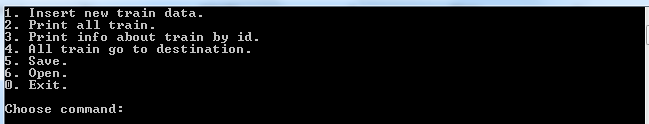 1. Insert new train data.
2. Print all train.
3. Print info about train by id.
4. All train go to destination.
5. Save.
6. Open.
0. Exit.
Choose command: